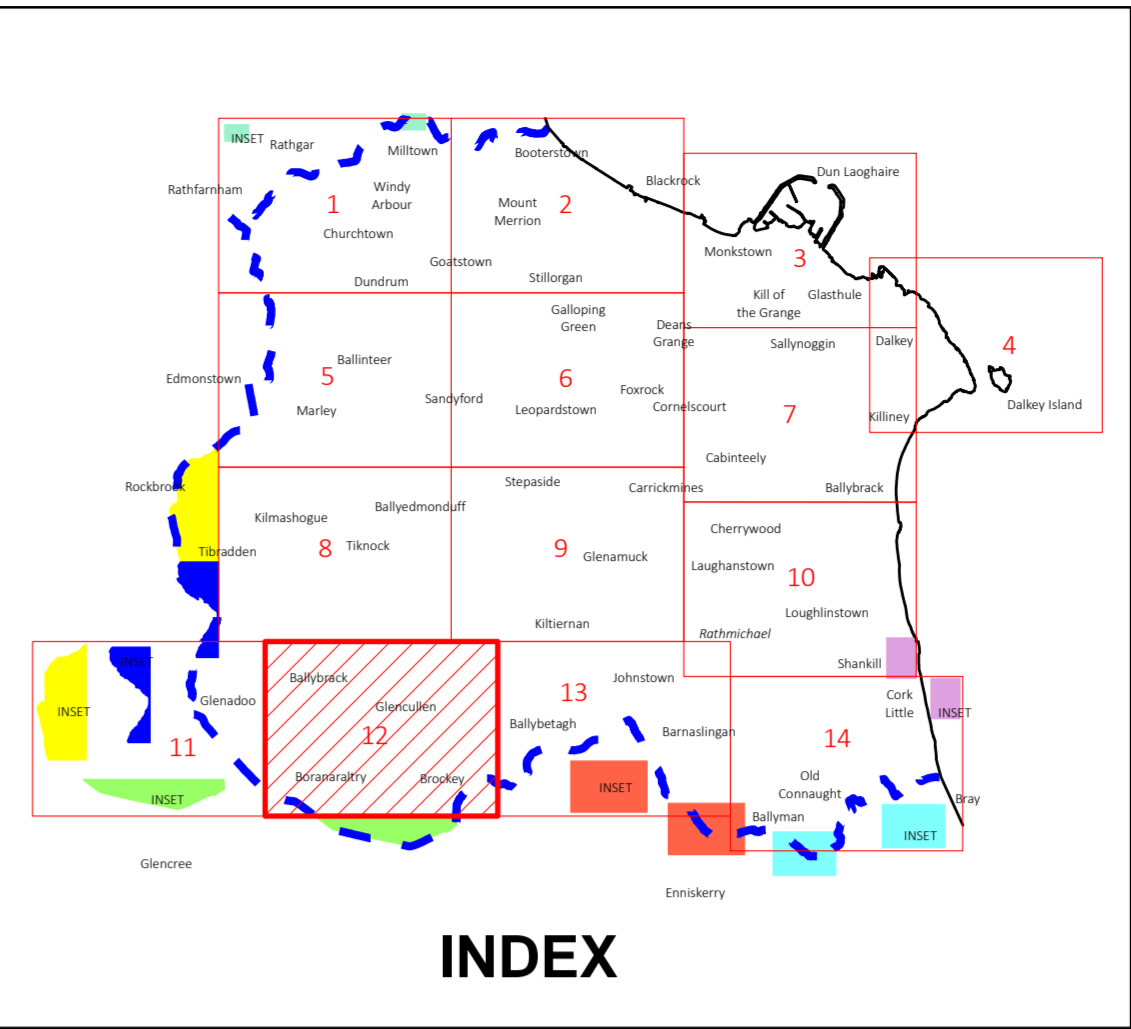 INSET
Rathgar
Milltown
Booterstown
Rathfarnham
Windy
Arbour
1
Churchtown
Goatstown
Dundrum
Mount
Merrion
2
Stillorgan
Blackrock
Dun Laoghaire
Monkstown
3
Kill of
the Grange
Glasthule
4
Dalkey Island
Dalkey
Killiney
Edmonstown
Ballinteer
5
Marley
Sandyford
Galloping
Green
Deans
Grange
6
Foxrock
Leopardstown
Cornelscourt
Sallynoggin
7
Cabinteely
Ballybrack
Rockbrook
Tibradden
Kilmashogue
Ballyedmonduff
8
Tiknock
Stepaside
Carrickmines
9
Glenamuck
Kiltiernan
Cherrywood
Laughanstown
10
Loughlinstown
Rathmichael
Shankill
INSET
INSET
Glenadoo
11
INSET
Ballybrack
Glencullen
12
Boranaraltry
Brockey
13
Johnstown
Ballybetagh
Barnaslingan
INSET
Cork
Little
INSET
14
Old
Connaught
Ballyman
Bray
INSET
Glencree
Enniskerry
INDEX